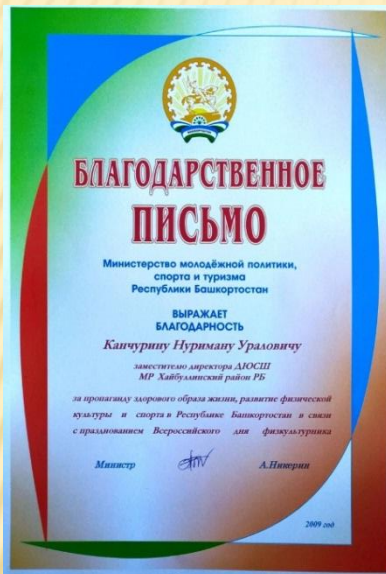 БЛАГОДАРСТВЕННОЕ
ПИСЬМО
Министерство молодёжной политики,
спорта и туризма
Республики Башкортостан
ВЫРАЖАЕТ
БЛАГОДАРНОСТЬ
Капчурину Нуриману Ураловичу
заместителю директора ДЮСШ
МР Хайбуллинский район РБ
за пропаганду здорового образа жизни, развитие физической
культуры и спорта в Республике Башкортостан в связи
с празднованием Всероссийского дня физкультурника
Министр А.Никерин
2009 год